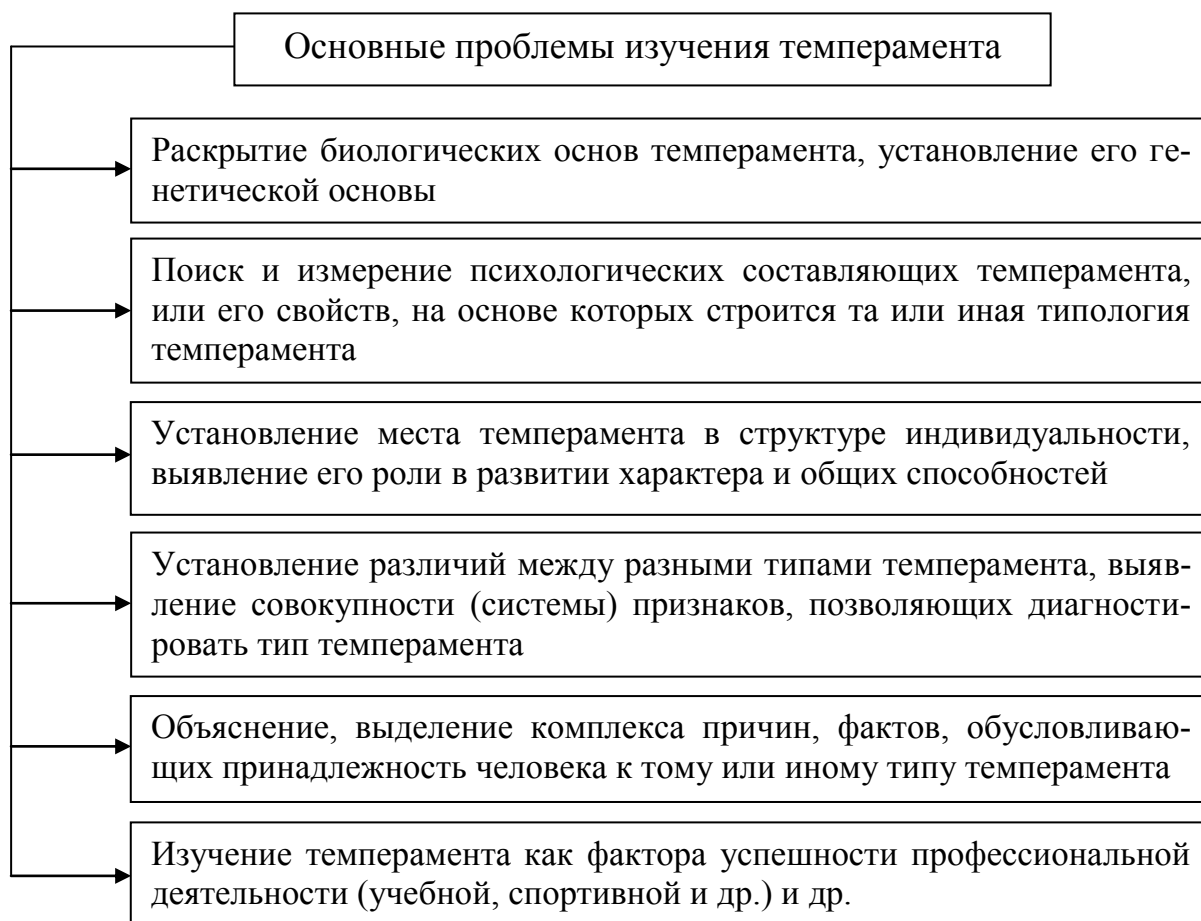 Основные проблемы изучения темперамента
Раскрытие биологических основ темперамента, установление его ге-
нетической основы
Поиск и измерение психологических составляющих темперамента,
или его свойств, на основе которых строится та или иная типология
темперамента
Установление места темперамента в структуре индивидуальности,
выявление его роли в развитии характера и общих способностей
Установление различий между разными типами темперамента, выяв-
ление совокупности (системы) признаков, позволяющих диагности-
ровать тип темперамента
Объяснение, выделение комплекса причин, фактов, обусловливаю-
щих принадлежность человека к тому или иному типу темперамента
Изучение темперамента как фактора успешности профессиональной
деятельности (учебной, спортивной и др.) и др.